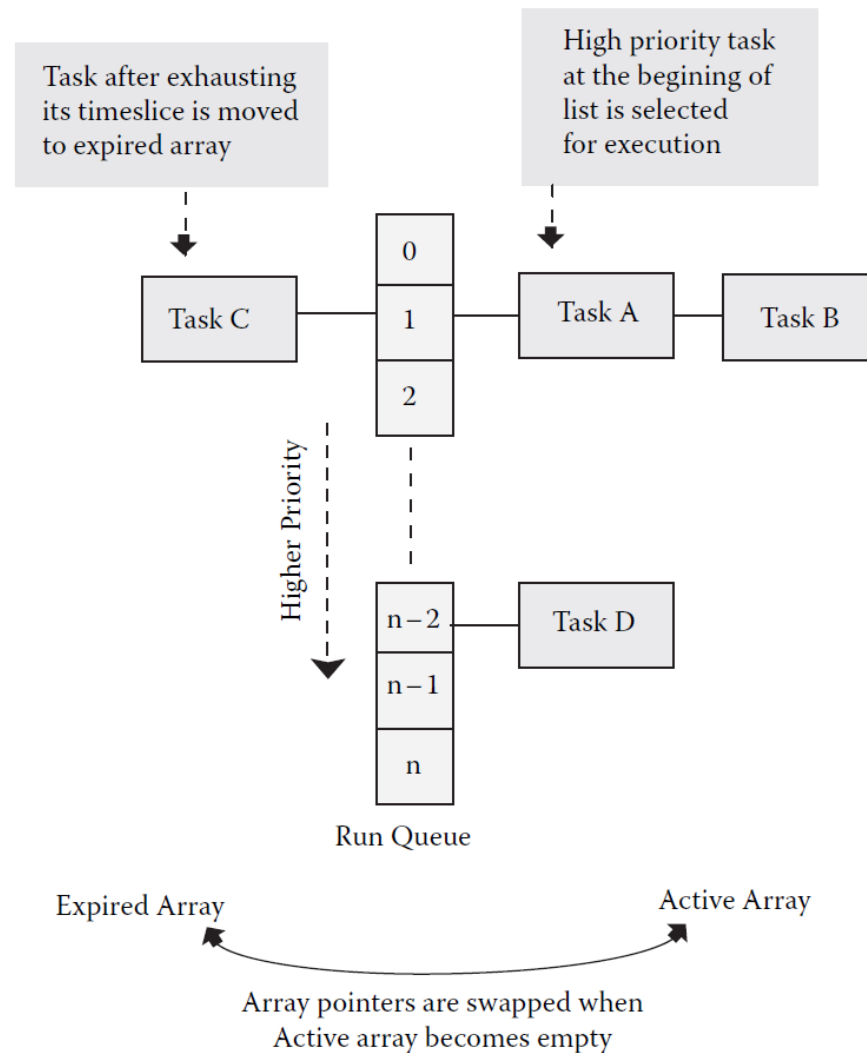 Task after exhausting
its timeslice is moved
to expired array
High priority task
at the begining of
list is selected
for execution
0
Task C
1
Task A
Task B
2
Higher Priority
n–2
Task D
n–1
n
Run Queue
Expired Array
Active Array
Array pointers are swapped when
Active array becomes empty